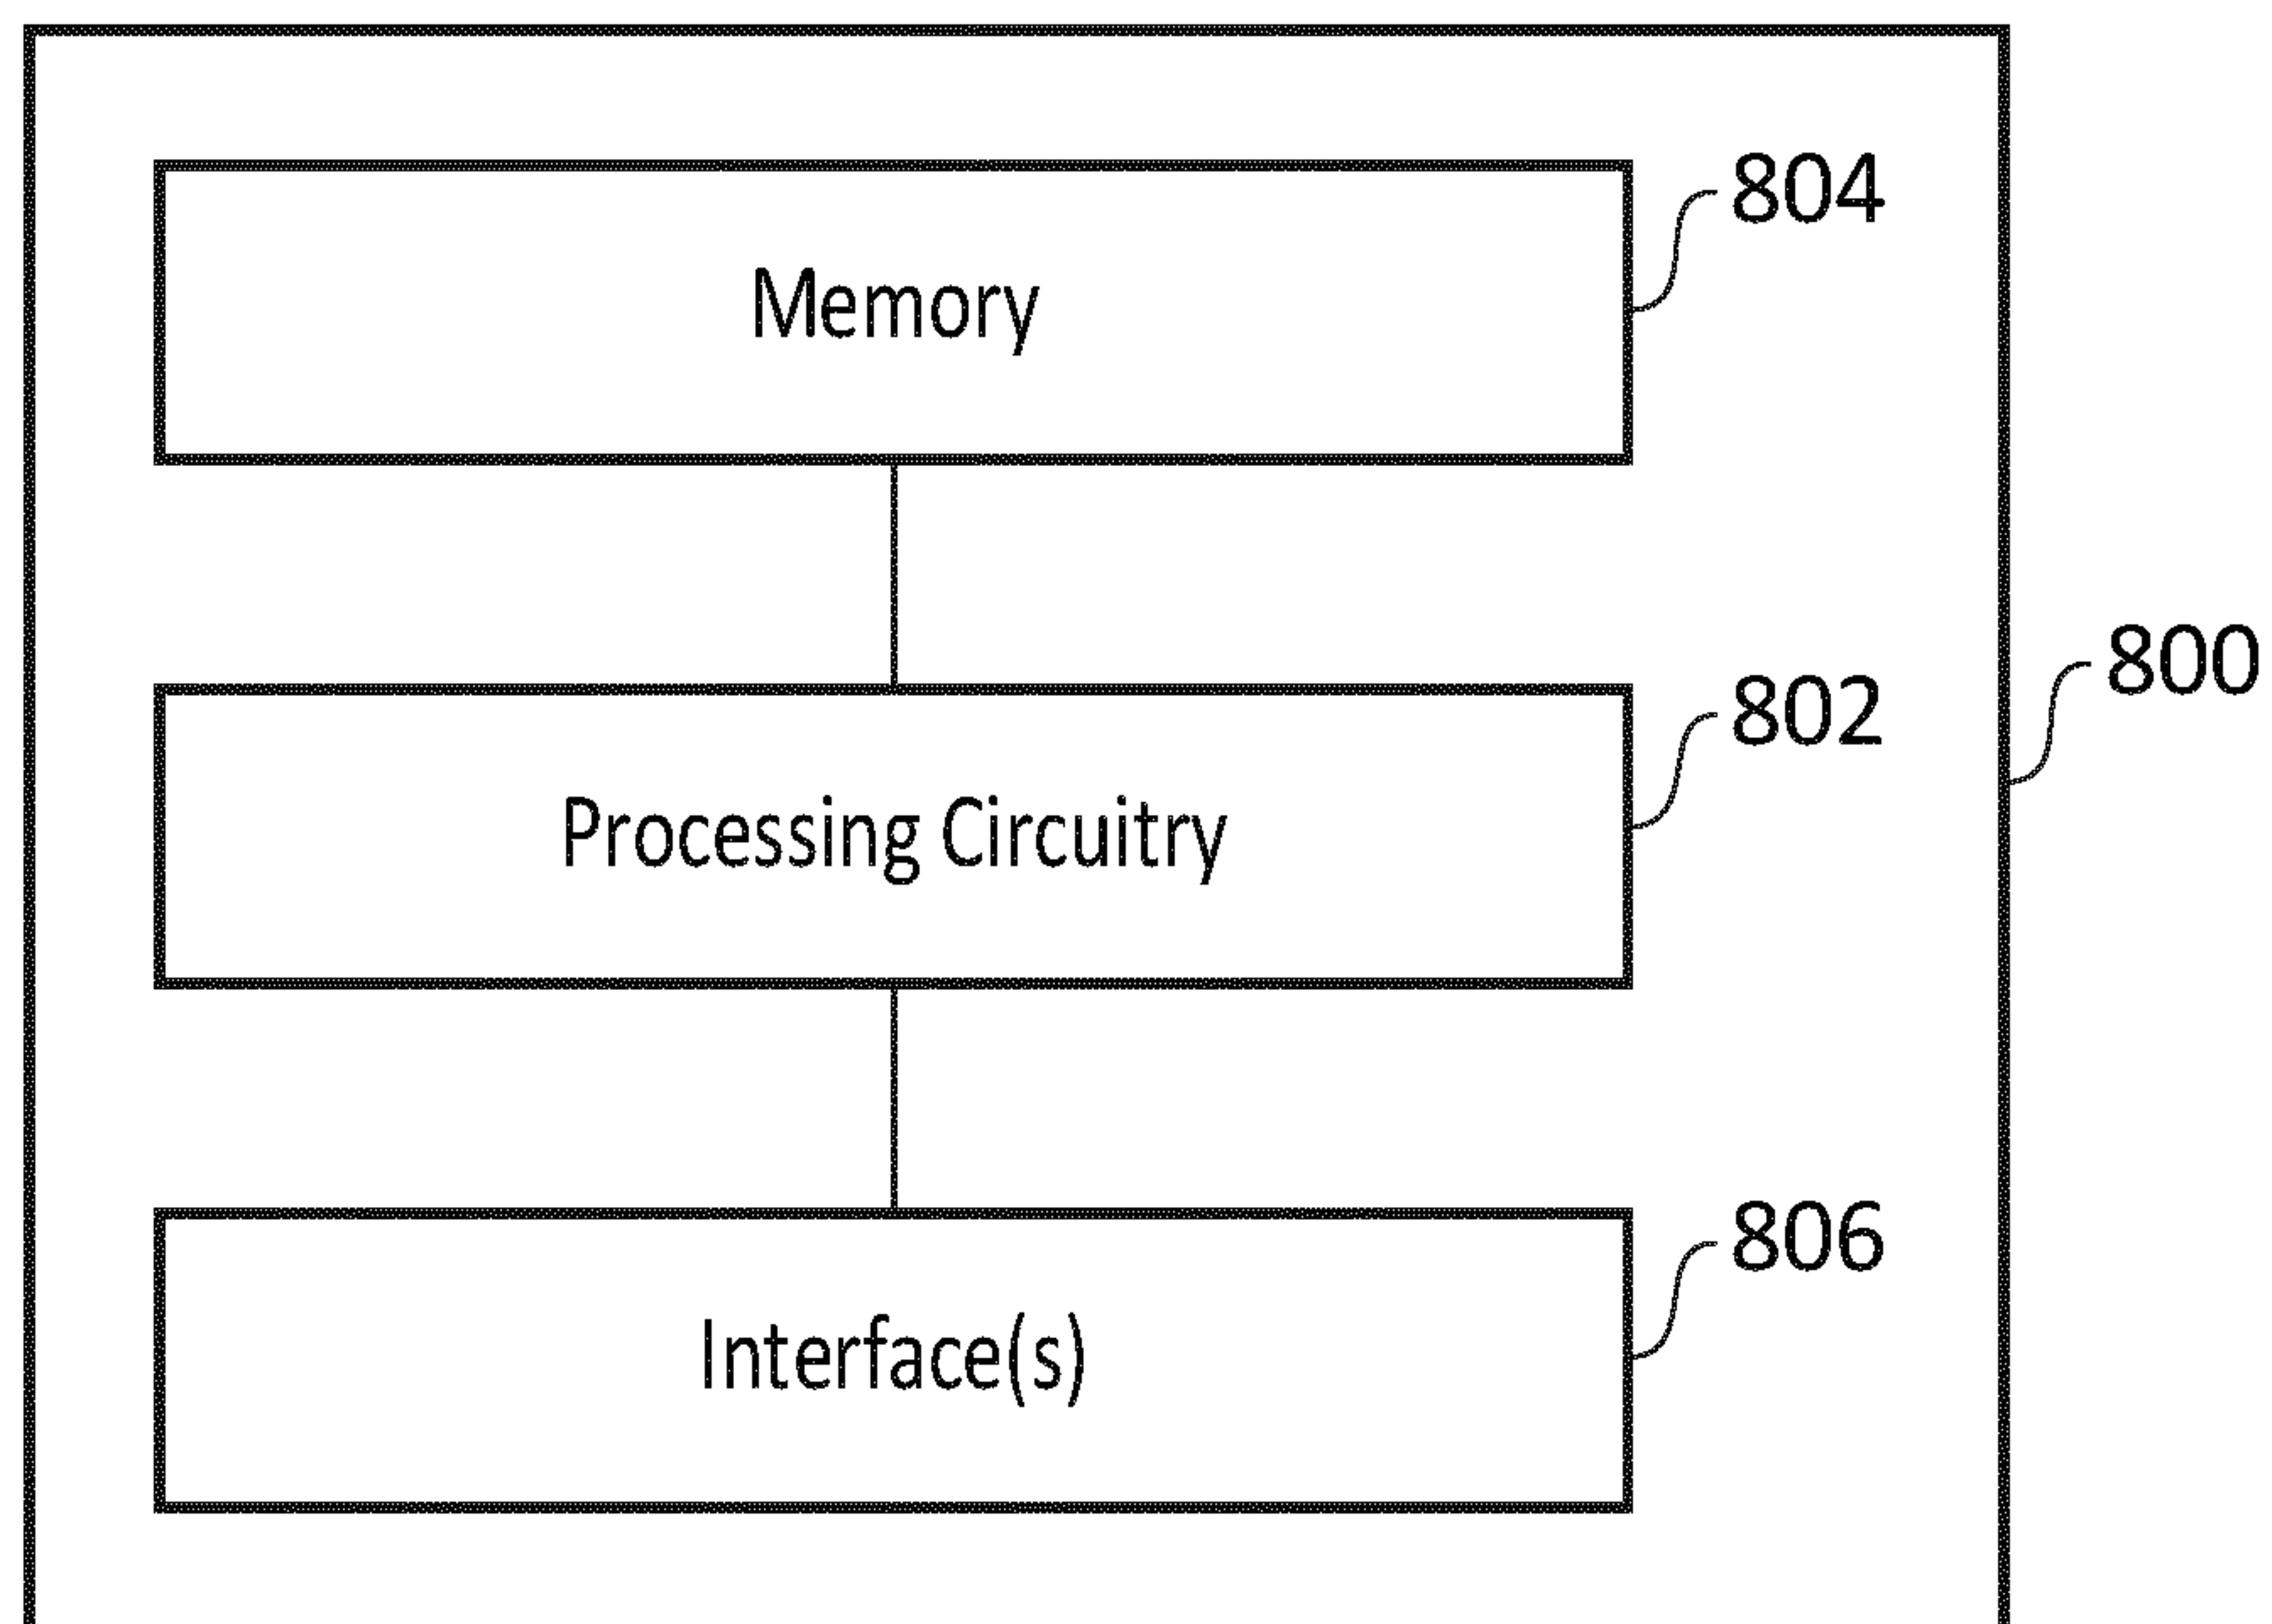 804
Memory
800
802
Processing Circuitry
806
Interface(s)